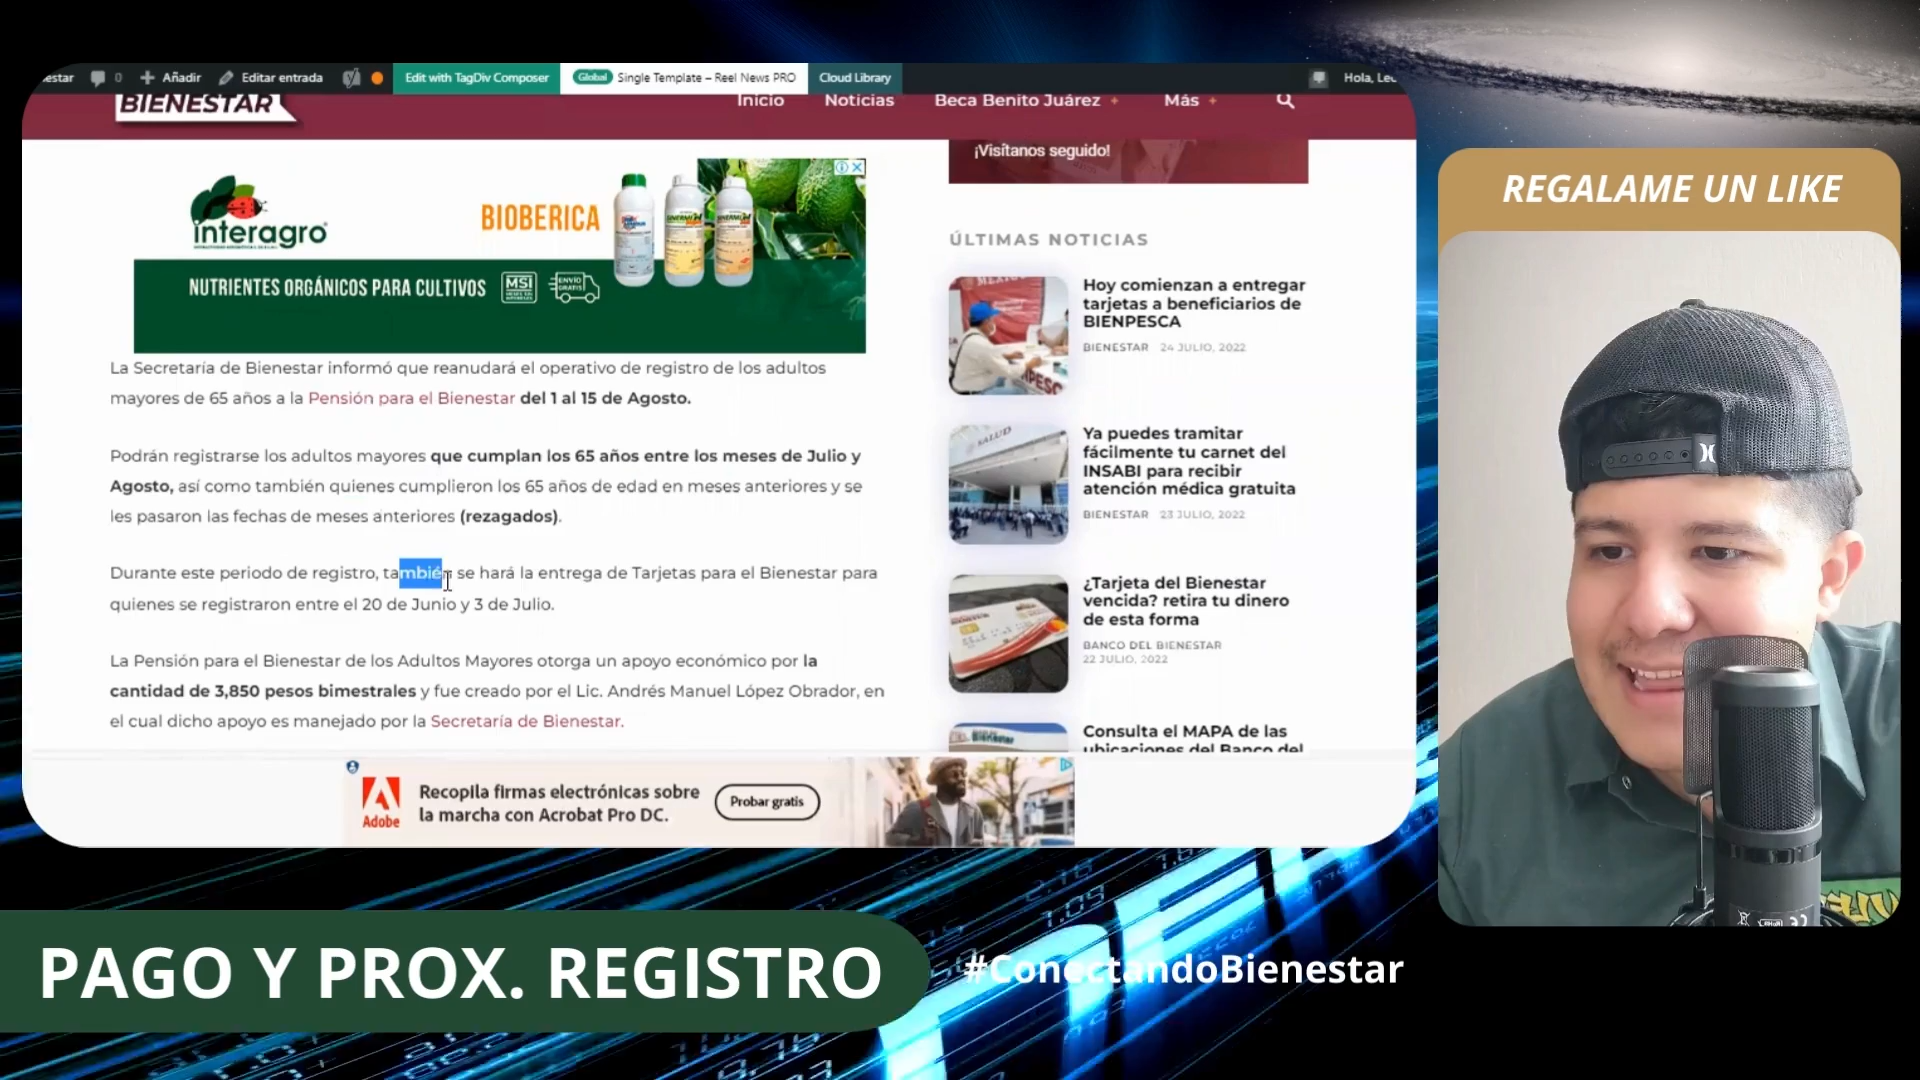 estar
0
Añadir
Editar entrada
Edit with TagDiv Composer
Global
Single Template – Reel News PRO
Cloud Library
Hola, Leo
BIENESTAR
Inicio
Noticias
Beca Benito Juárez +
Más +
interagro
BIOBERICA
NUTRIENTES ORGÁNICOS PARA CULTIVOS
MSI
ENVÍO
GRATIS
La Secretaría de Bienestar informó que reanudará el operativo de registro de los adultos
mayores de 65 años a la Pensión para el Bienestar del 1 al 15 de Agosto.
Podrán registrarse los adultos mayores que cumplan los 65 años entre los meses de Julio y
Agosto, así como también quienes cumplieron los 65 años de edad en meses anteriores y se
les pasaron las fechas de meses anteriores (rezagados).
Durante este periodo de registro, también se hará la entrega de Tarjetas para el Bienestar para
quienes se registraron entre el 20 de Junio y 3 de Julio.
La Pensión para el Bienestar de los Adultos Mayores otorga un apoyo económico por la
cantidad de 3,850 pesos bimestrales y fue creado por el Lic. Andrés Manuel López Obrador, en
el cual dicho apoyo es manejado por la Secretaría de Bienestar.
¡Visítanos seguido!
ÚLTIMAS NOTICIAS
Hoy comienzan a entregar
tarjetas a beneficiarios de
BIENPESCA
BIENESTAR 24 JULIO, 2022
SALUD
Ya puedes tramitar
fácilmente tu carnet del
INSABI para recibir
atención médica gratuita
BIENESTAR 23 JULIO, 2022
¿Tarjeta del Bienestar
vencida? retira tu dinero
de esta forma
BANCO DEL BIENESTAR
22 JULIO, 2022
Consulta el MAPA de las
ubicaciones del Banco del
Adobe
Recopila firmas electrónicas sobre
la marcha con Acrobat Pro DC.
Probar gratis
REGALAME UN LIKE
PAGO Y PROX. REGISTRO
#ConectandoBienestar